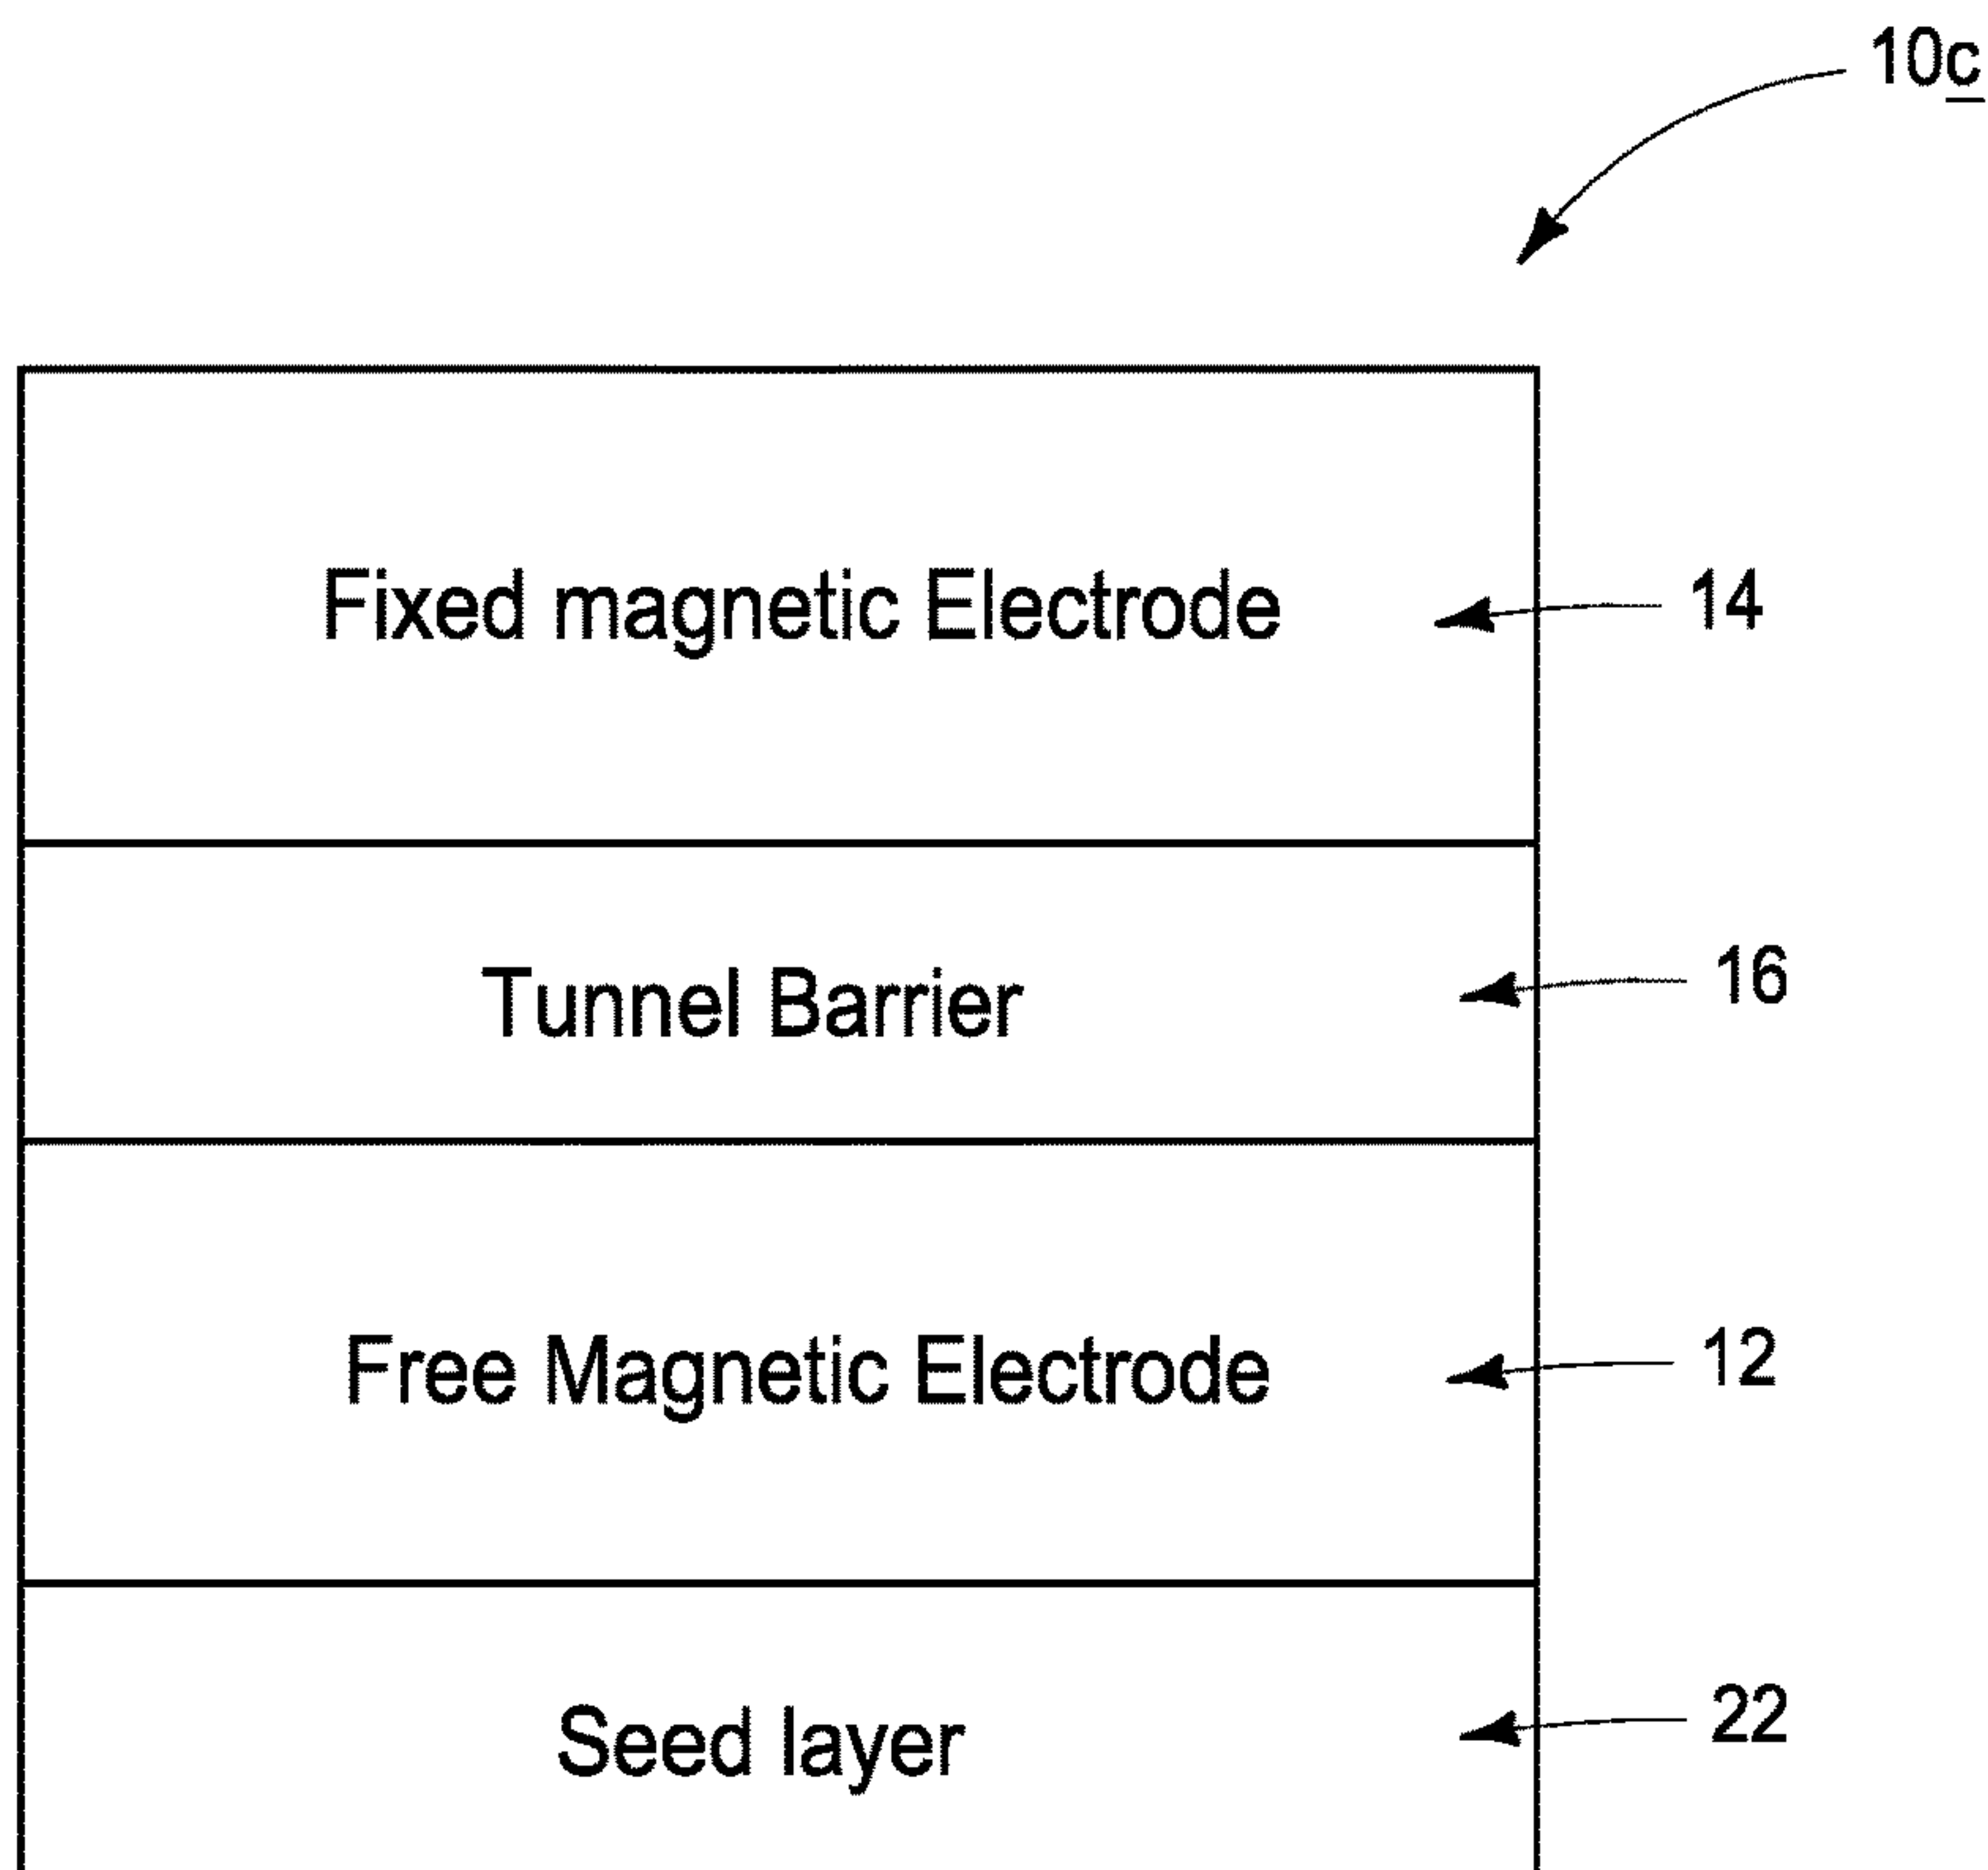 10c
Fixed magnetic Electrode 14
Tunnel Barrier 16
Free Magnetic Electrode 12
Seed layer 22